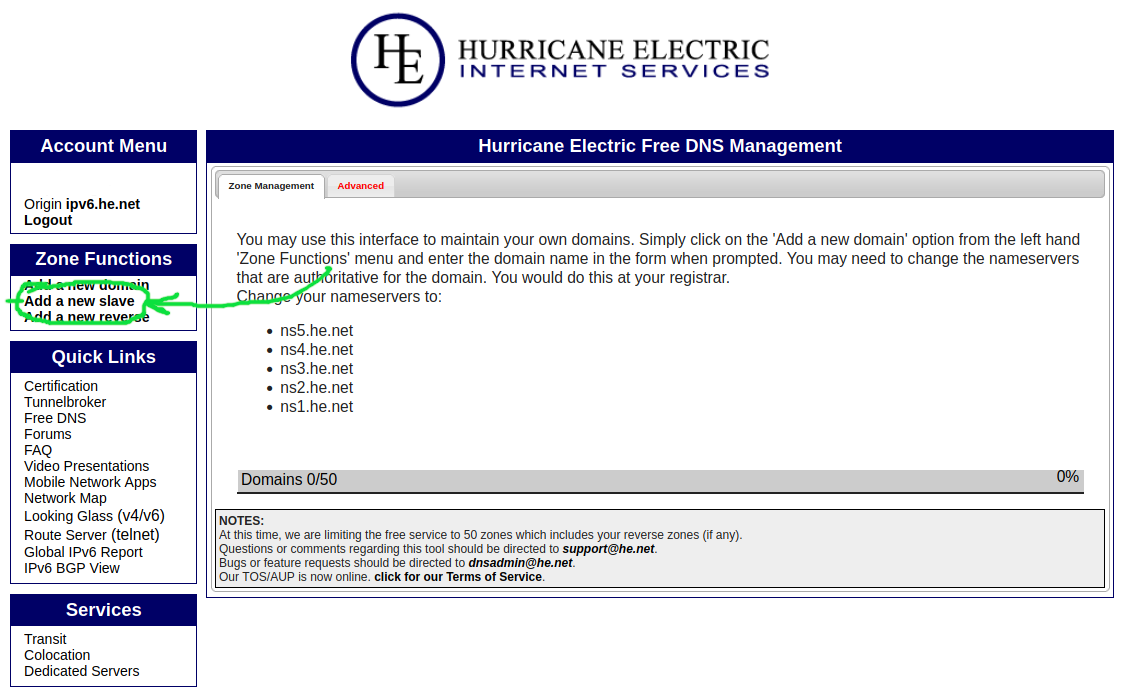 HE
HURRICANE ELECTRIC
INTERNET SERVICES
Account Menu
Origin ipv6.he.net
Logout
Zone Functions
Add a new domain
Add a new slave
Add a new reverse
Quick Links
Certification
Tunnelbroker
Free DNS
Forums
FAQ
Video Presentations
Mobile Network Apps
Network Map
Looking Glass (v4/v6)
Route Server (telnet)
Global IPv6 Report
IPv6 BGP View
Services
Transit
Colocation
Dedicated Servers
Hurricane Electric Free DNS Management
Zone Management Advanced
You may use this interface to maintain your own domains. Simply click on the 'Add a new domain' option from the left hand
'Zone Functions' menu and enter the domain name in the form when prompted. You may need to change the nameservers
that are authoritative for the domain. You would do this at your registrar.
Change your nameservers to:
• ns5.he.net
• ns4.he.net
• ns3.he.net
• ns2.he.net
• ns1.he.net
Domains 0/50 0%
NOTES:
At this time, we are limiting the free service to 50 zones which includes your reverse zones (if any).
Questions or comments regarding this tool should be directed to support@he.net.
Bugs or feature requests should be directed to dnsadmin@he.net.
Our TOS/AUP is now online. click for our Terms of Service.